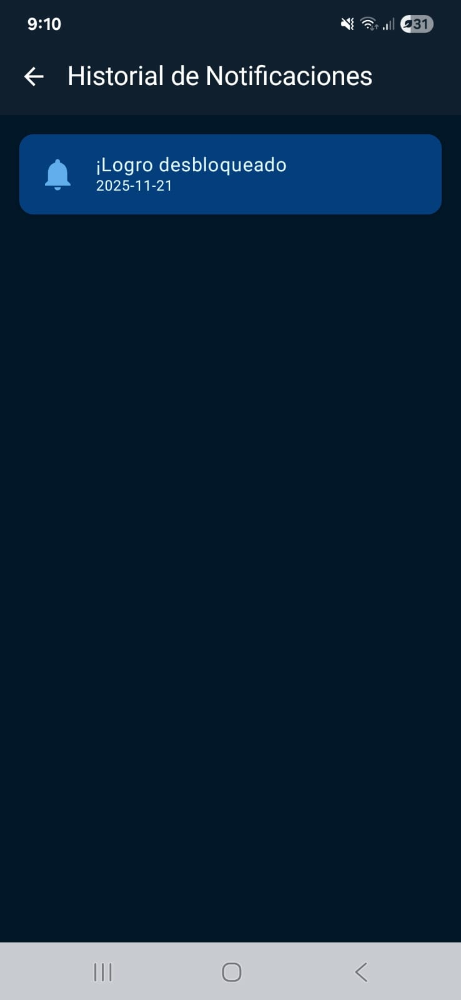 9:10
31
Historial de Notificaciones
¡Logro desbloqueado
2025-11-21